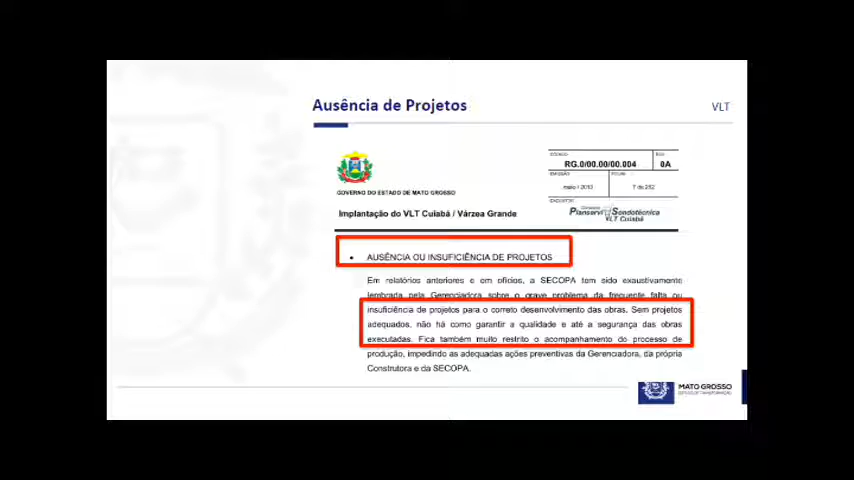 Ausência de Projetos
VLT
RG.0/00.00/00.004
0A
EMISSÃO
maio / 2013
7 de 252
GOVERNO DO ESTADO DE MATO GROSSO
Implantação do VLT Cuiabá / Várzea Grande
Planservi Sondotécnica
VLT Cuiabá
• AUSÊNCIA OU INSUFICIÊNCIA DE PROJETOS
Em relatórios anteriores e em ofícios, a SECOPA tem sido exaustivamente
lembrada pela Gerenciadora sobre o grave problema da frequente falta ou
insuficiência de projetos para o correto desenvolvimento das obras. Sem projetos
adequados, não há como garantir a qualidade e até a segurança das obras
executadas. Fica também muito restrito o acompanhamento do processo de
produção, impedindo as adequadas ações preventivas da Gerenciadora, da própria
Construtora e da SECOPA.
MATO GROSSO
ESTADO DE TRANSFORMAÇÃO